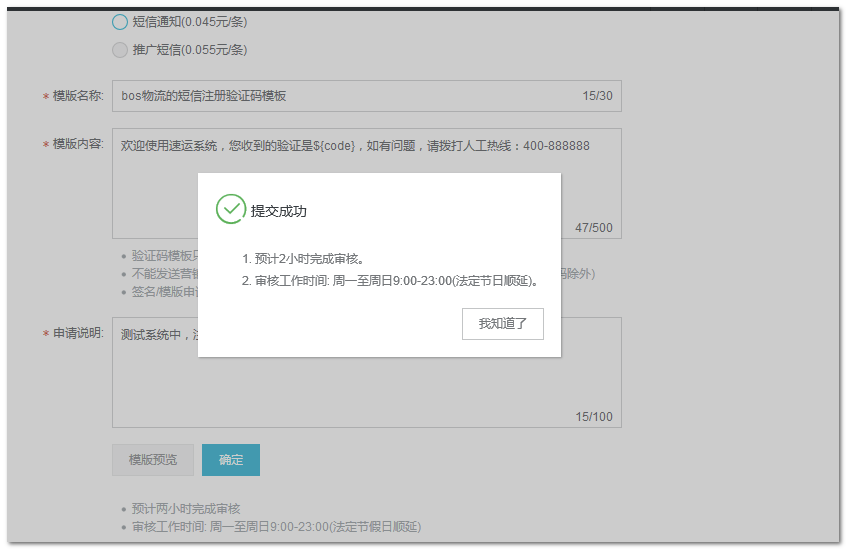 短信通知(0.045元/条)
推广短信(0.055元/条)
* 模版名称: bos物流的短信注册验证码模板 15/30
* 模版内容: 欢迎使用速运系统，您收到的验证是${code}，如有问题，请拨打人工热线：400-888888
47/500
提交成功
1. 预计2小时完成审核。
2. 审核工作时间: 周一至周日9:00-23:00(法定节日顺延)。
我知道了
验证码模板
不能发送营 码除外)
签名/模版申
* 申请说明: 测试系统中，
15/100
模版预览 确定
预计两小时完成审核
审核工作时间: 周一至周日9:00-23:00(法定节假日顺延)